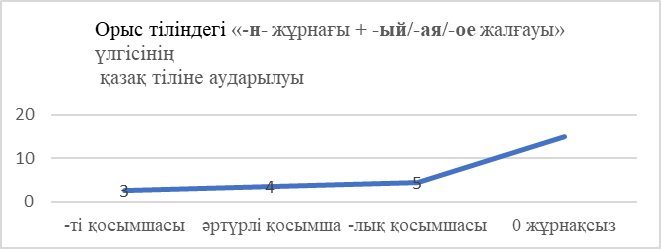 Орыс тіліндегі «-н- жұрнағы + -ый/-ая/-ое жалғауы»
үлгісінің
қазақ тіліне аударылуы
20
10
0
3
4
5
-ті қосымшасы әртүрлі қосымша -лық қосымшасы 0 жұрнақсыз